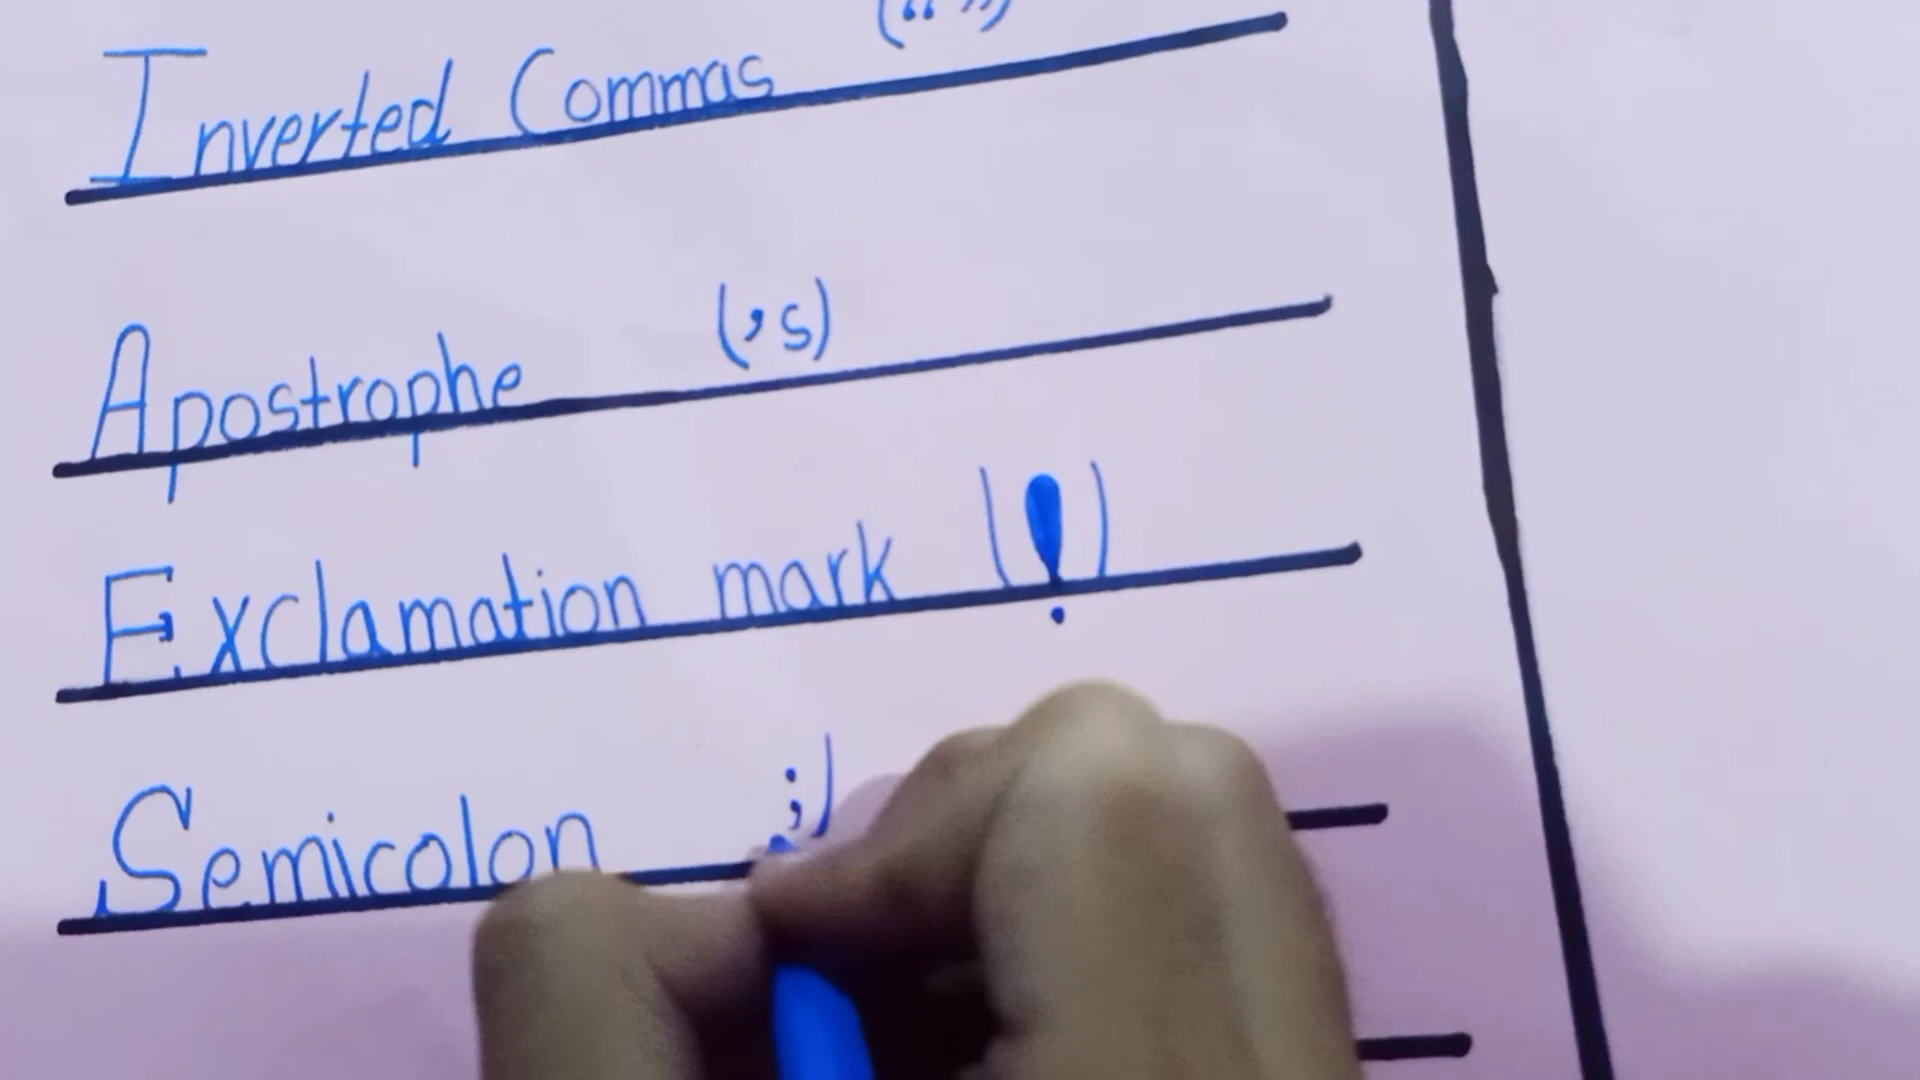 Inverted Commas (“ ”)
Apostrophe (’s)
Exclamation mark (!)
Semicolon ;)